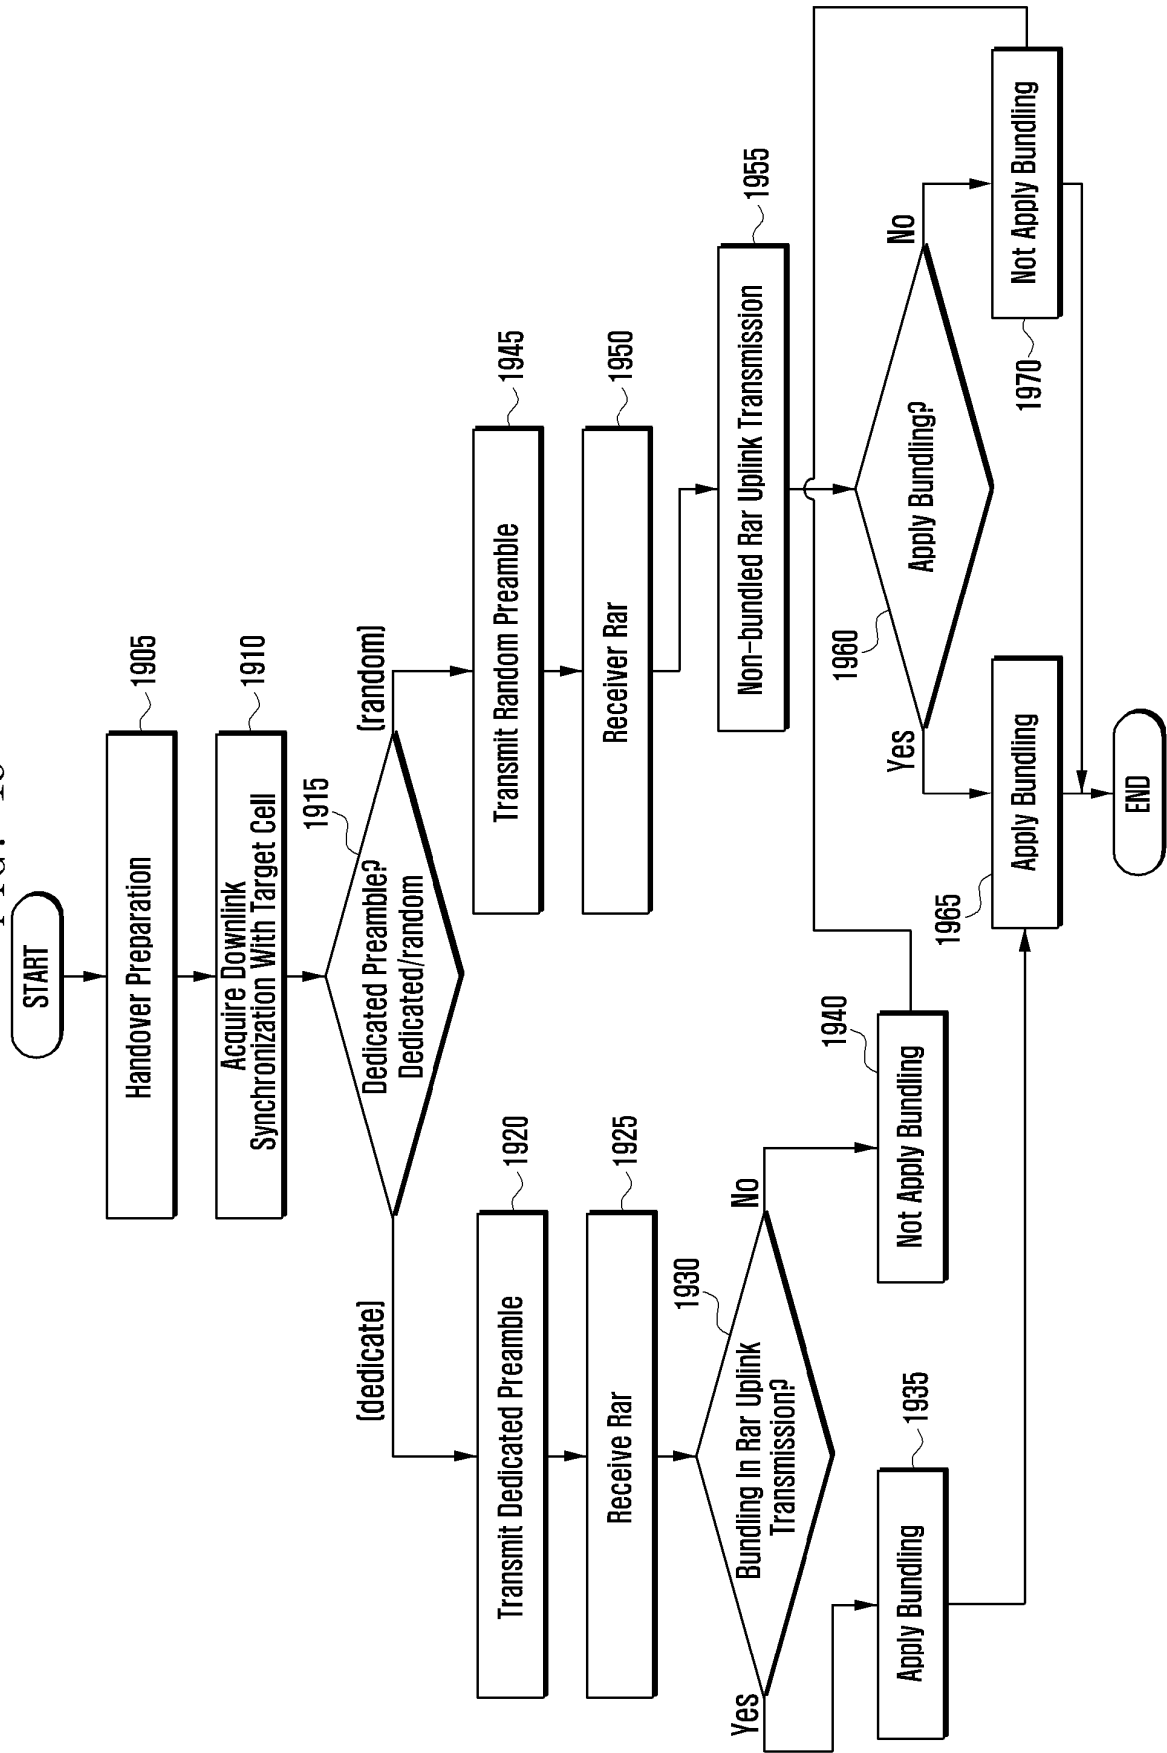 START
Handover Preparation
1905
Acquire Downlink
Synchronization With Target Cell
1910
1915
Dedicated Preamble?
Dedicated/random
(dedicate)
(random)
Transmit Dedicated Preamble
1920
Receive Rar
1925
1930
Bundling In Rar Uplink
Transmission?
Yes
No
Apply Bundling
1935
1940
Not Apply Bundling
Transmit Random Preamble
1945
Receiver Rar
1950
Non-bundled Rar Uplink Transmission
1955
1960
Apply Bundling?
Yes
No
1965
Apply Bundling
1970
Not Apply Bundling
END